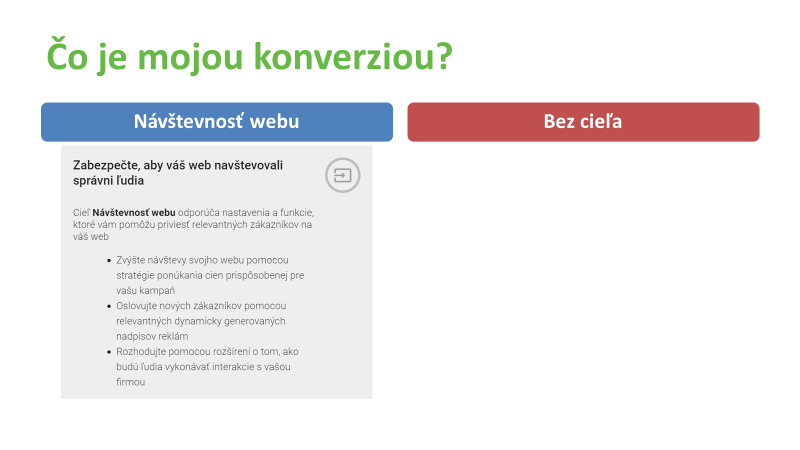 Čo je mojou konverziou?
Návštevnosť webu
Bez cieľa
Zabezpečte, aby váš web navštevovali
správni ľudia
Cieľ Návštevnosť webu odporúča nastavenia a funkcie,
ktoré vám pomôžu priviesť relevantných zákazníkov na
váš web
• Zvýšte návštevy svojho webu pomocou
stratégie ponúkania cien prispôsobenej pre
vašu kampaň
• Oslovujte nových zákazníkov pomocou
relevantných dynamicky generovaných
nadpisov reklám
• Rozhodujte pomocou rozšírení o tom, ako
budú ľudia vykonávať interakcie s vašou
firmou